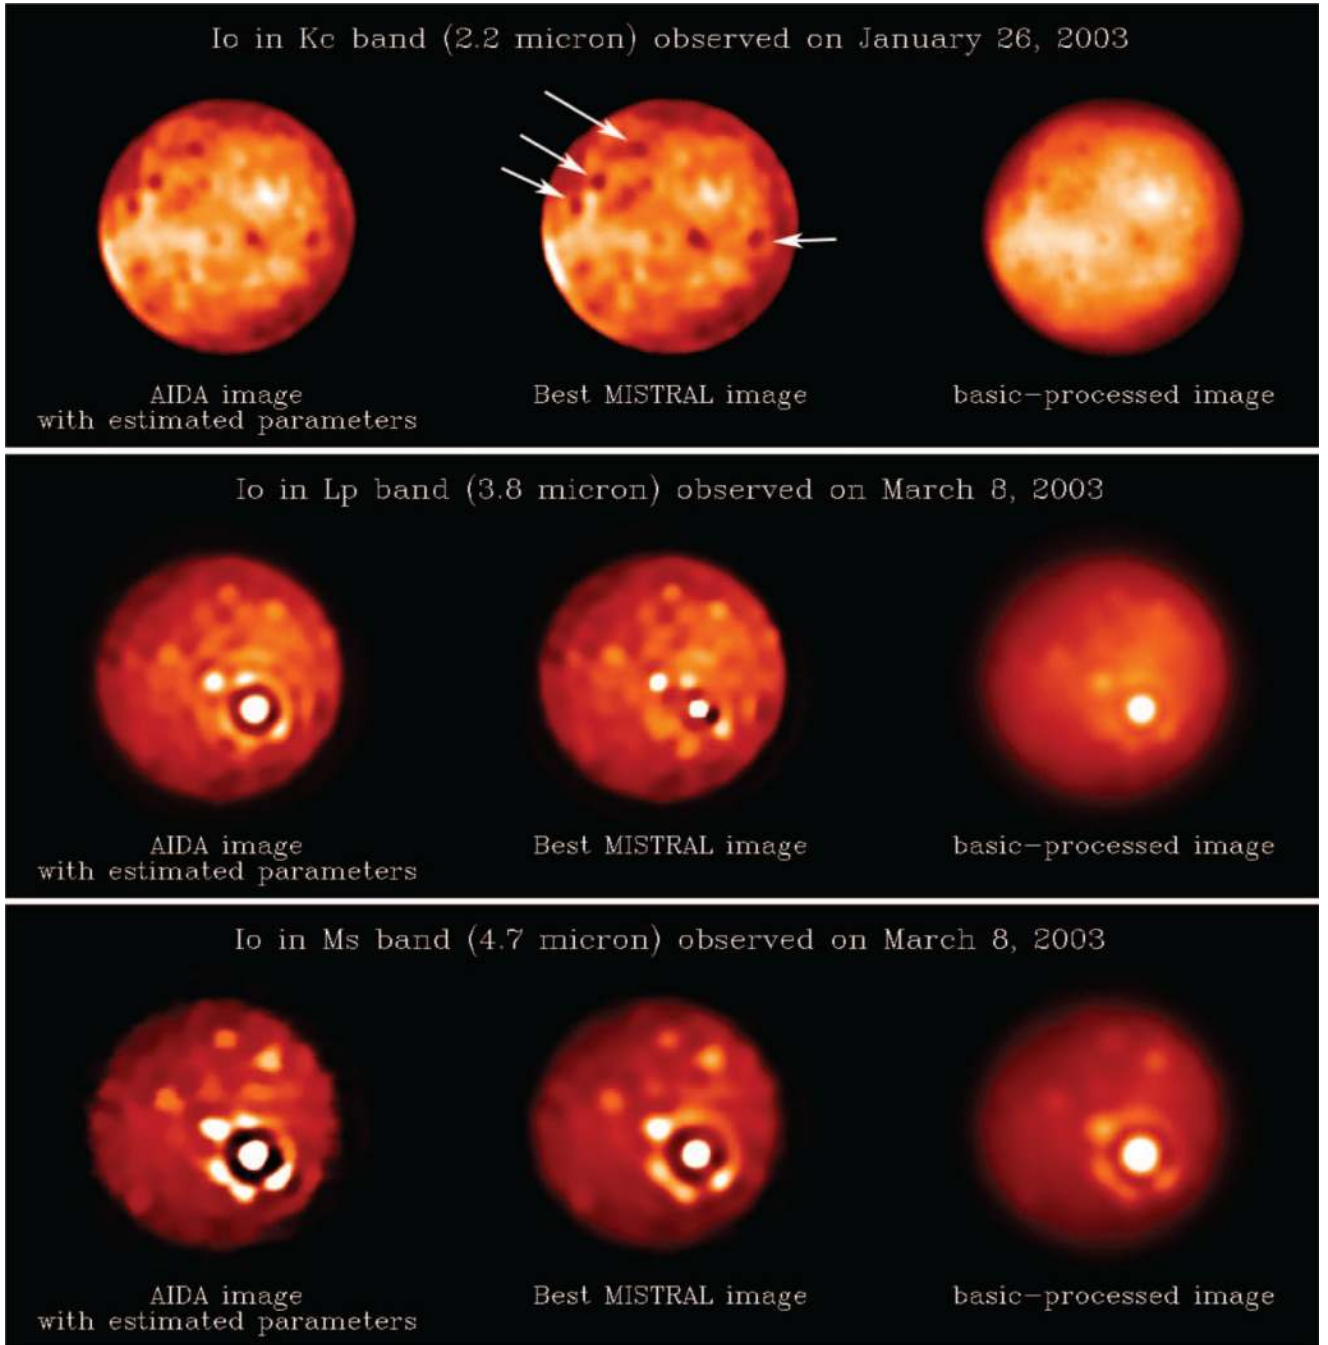 Io in Kc band (2.2 micron) observed on January 26, 2003
AIDA image
with estimated parameters
Best MISTRAL image
basic-processed image
Io in Lp band (3.8 micron) observed on March 8, 2003
AIDA image
with estimated parameters
Best MISTRAL image
basic-processed image
Io in Ms band (4.7 micron) observed on March 8, 2003
AIDA image
with estimated parameters
Best MISTRAL image
basic-processed image